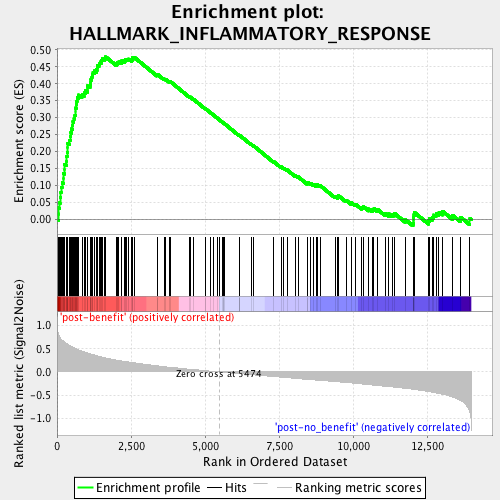 Enrichment plot:
HALLMARK_INFLAMMATORY_RESPONSE
Enrichment score (ES)
0.50
0.45
0.40
0.35
0.30
0.25
0.20
0.15
0.10
0.05
0.00
Ranked list metric (Signal2Noise)
1.0
0.5
0.0
-0.5
-1.0
'post-benefit' (positively correlated)
Zero cross at 5474
'post-no_benefit' (negatively correlated)
0
2,500
5,000
7,500
10,000
12,500
Rank in Ordered Dataset
Enrichment profile
Hits
Ranking metric scores